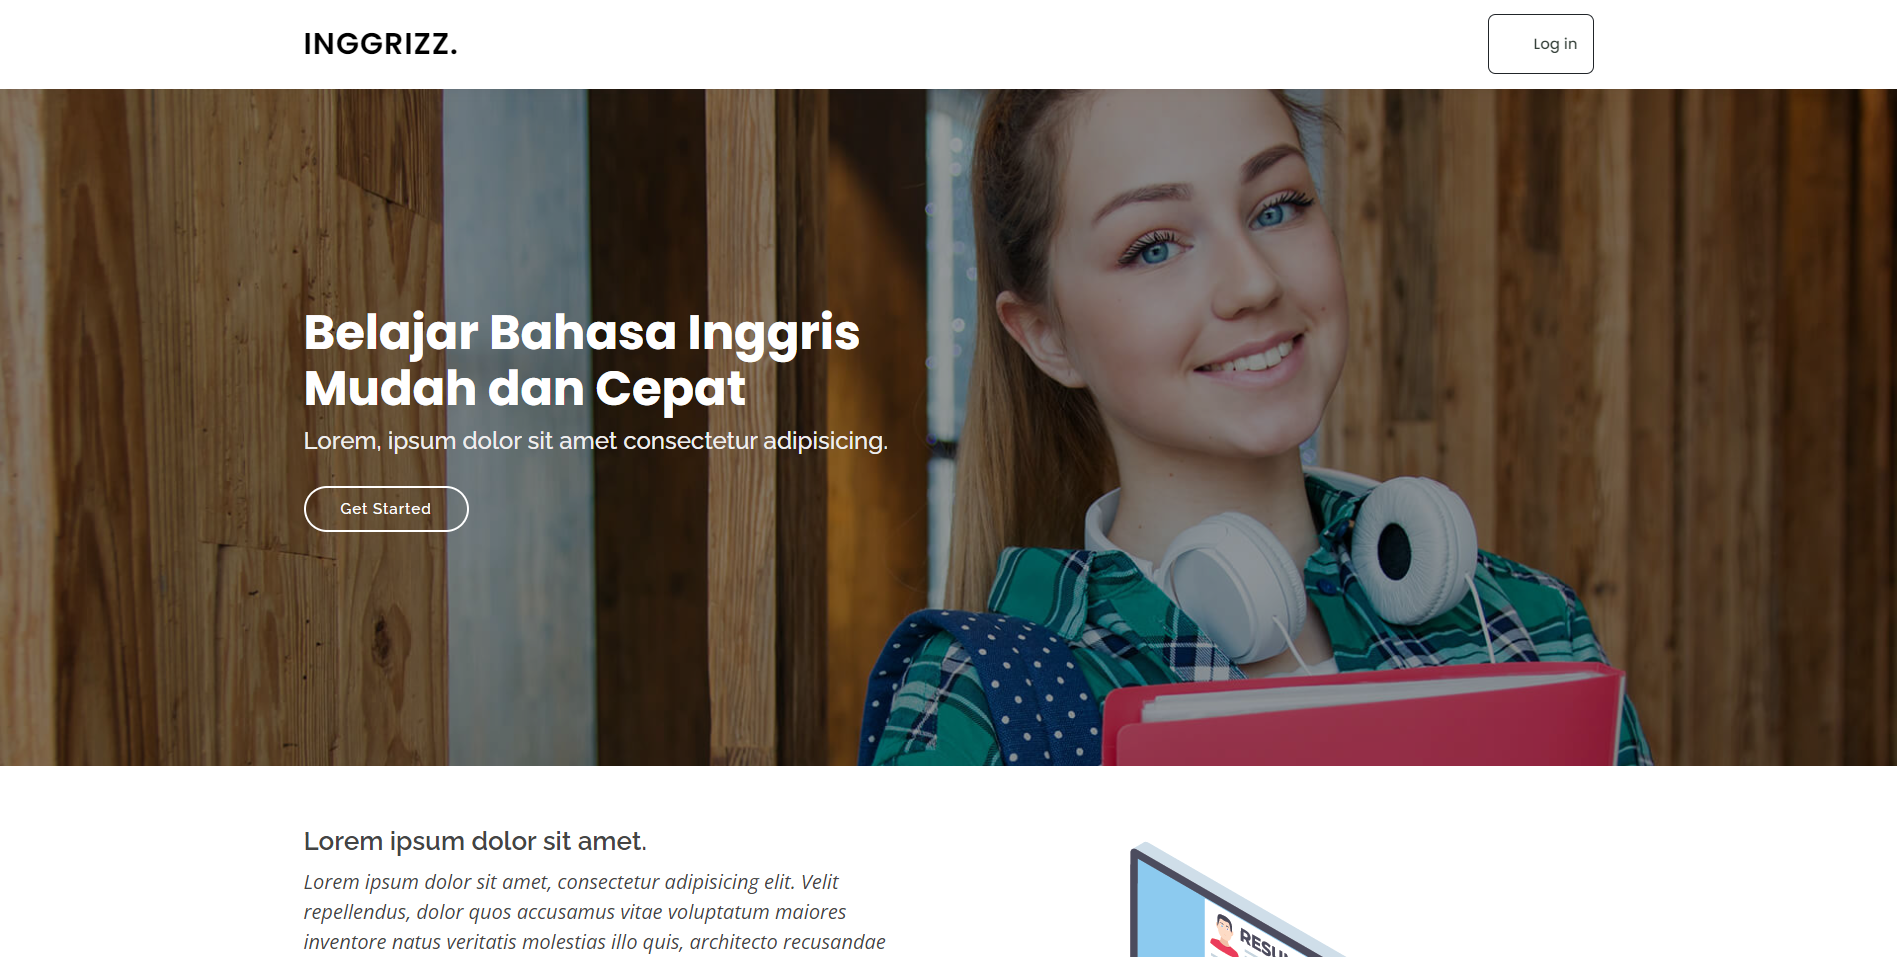 INGGRIZZ.
Log in
Belajar Bahasa Inggris
Mudah dan Cepat
Lorem, ipsum dolor sit amet consectetur adipisicing.
Get Started
Lorem ipsum dolor sit amet.
Lorem ipsum dolor sit amet, consectetur adipisicing elit. Velit
repellendus, dolor quos accusamus vitae voluptatum maiores
inventore natus veritatis molestias illo quis, architecto recusandae